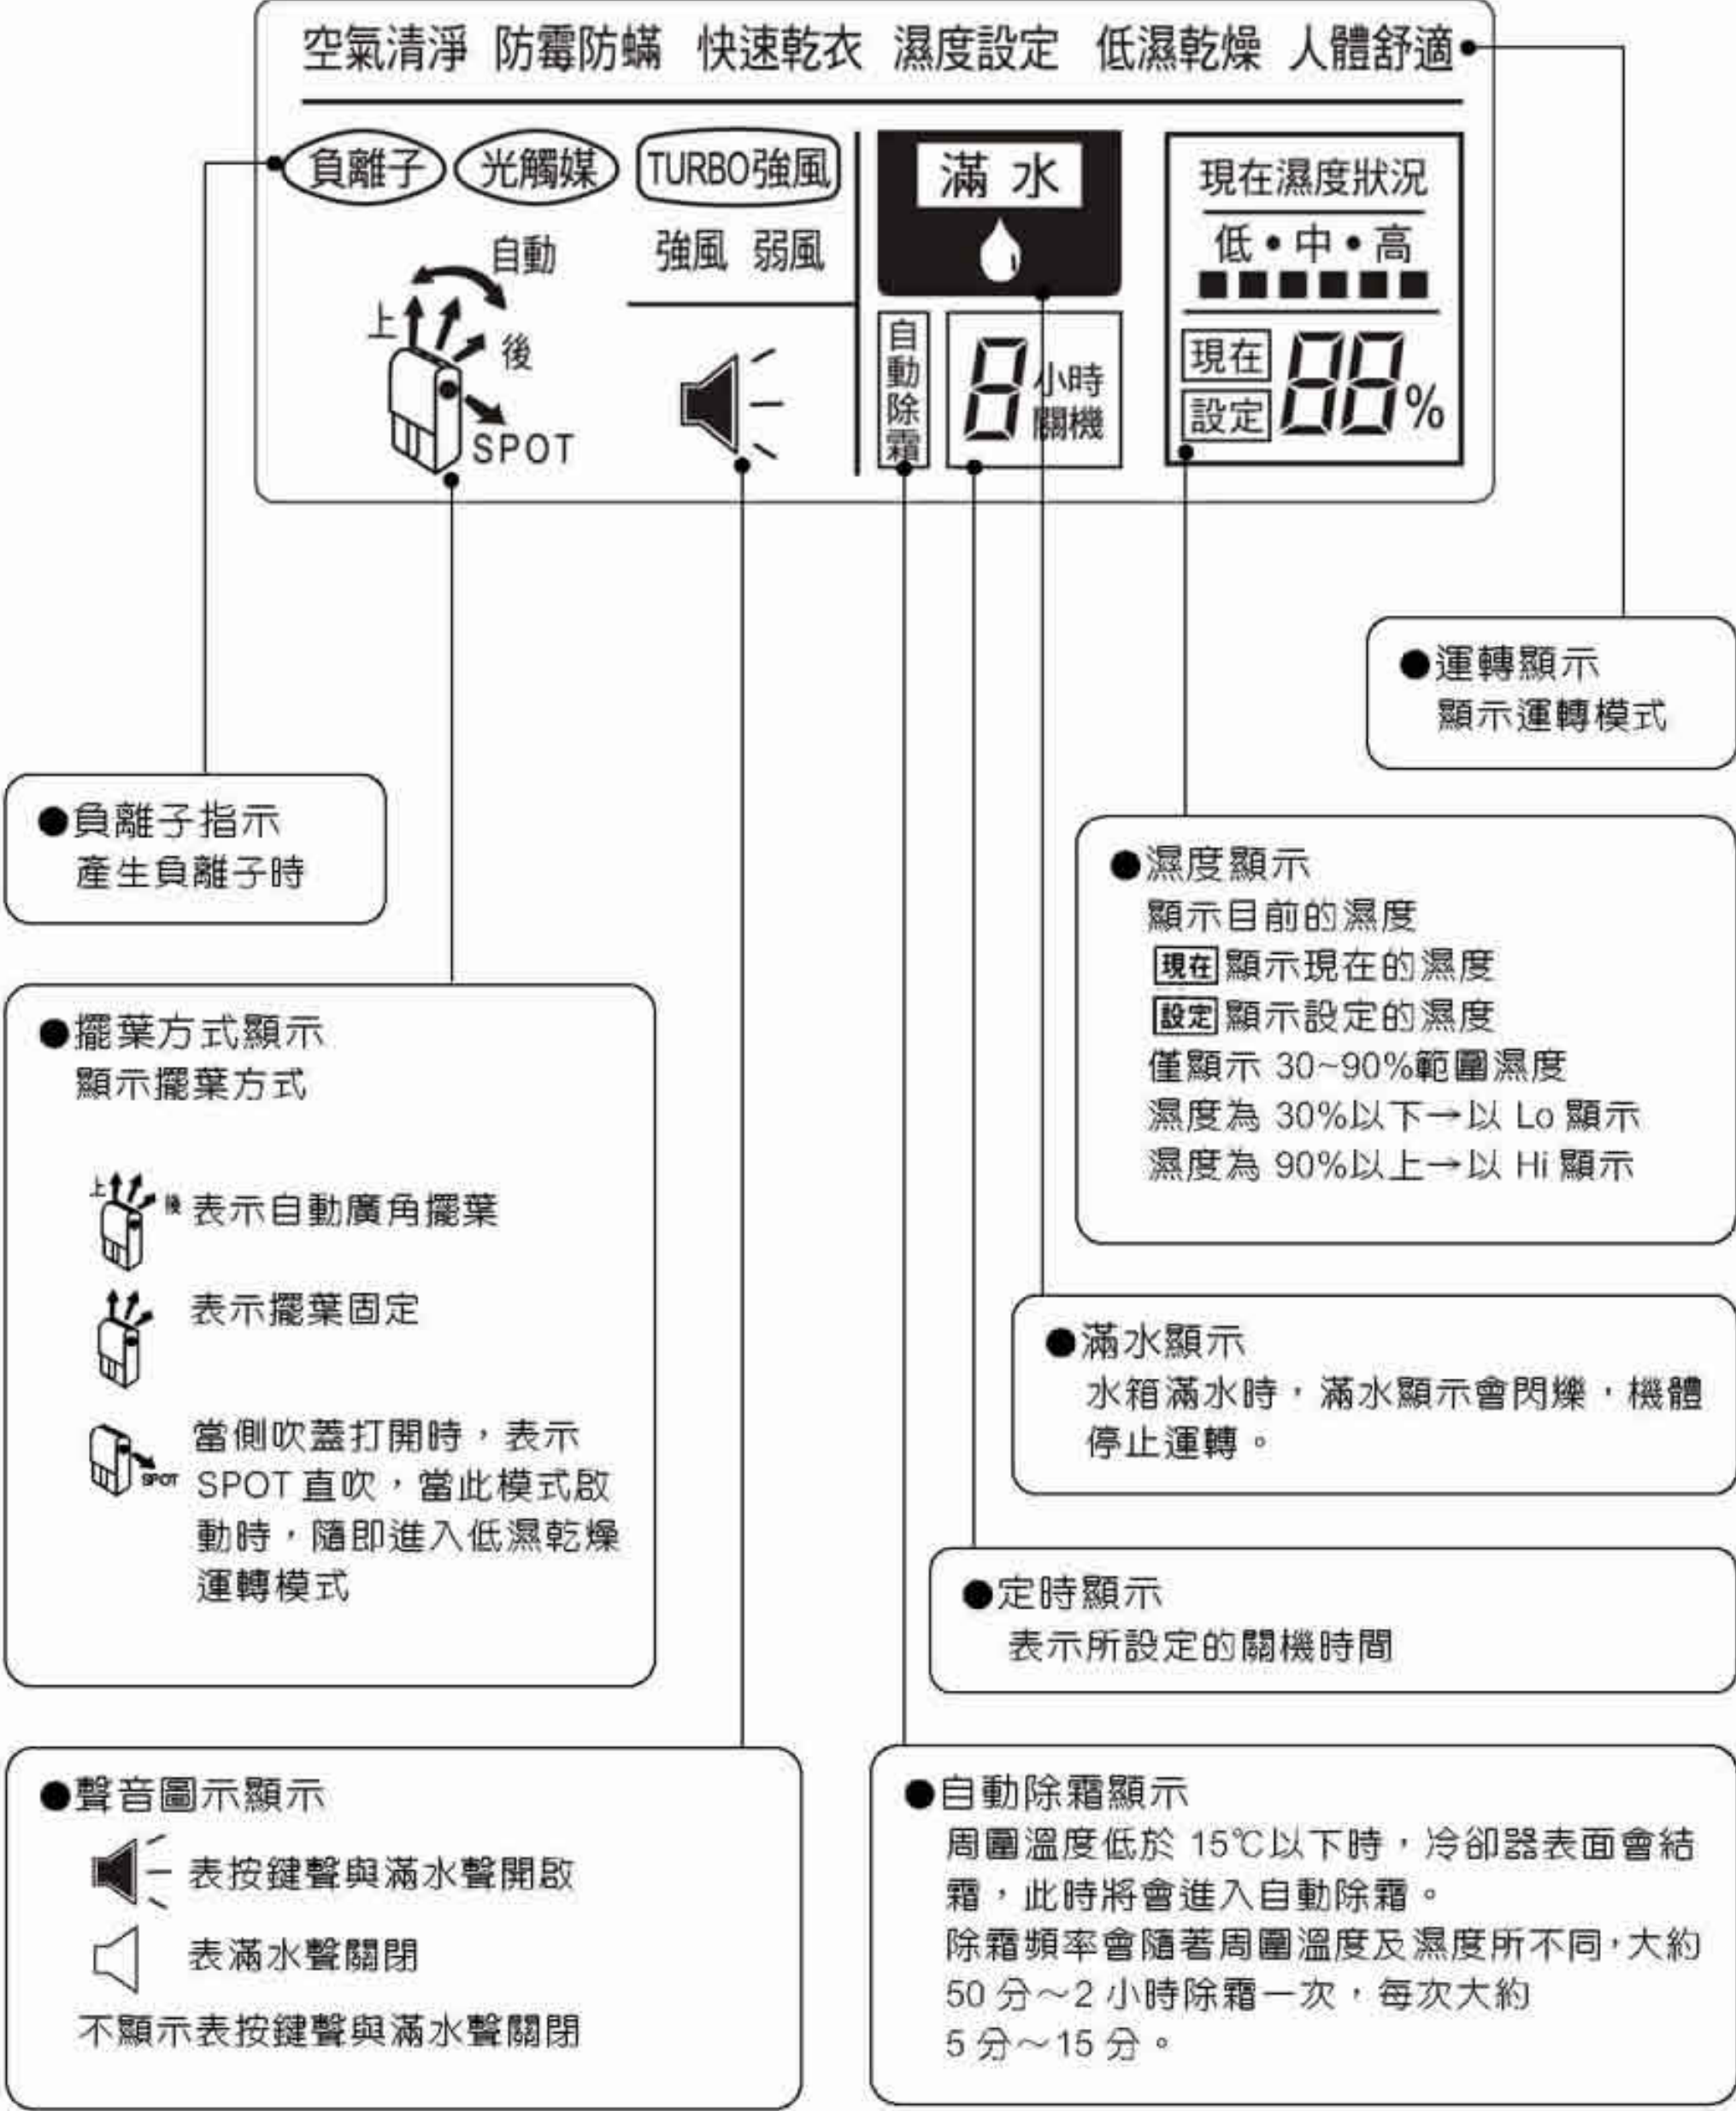 空氣清淨 防霉防蟎 快速乾衣 濕度設定 低濕乾燥 人體舒適
負離子 光觸媒 TURBO強風 滿水 現在濕度狀況
自動 強風 弱風 低•中•高
上 後 自動除霜 8 小時 現在 88%
關機 設定
SPOT
●運轉顯示
顯示運轉模式
●負離子指示
產生負離子時
●濕度顯示
顯示目前的濕度
現在 顯示現在的濕度
設定 顯示設定的濕度
僅顯示 30~90%範圍濕度
濕度為 30%以下→以 Lo 顯示
濕度為 90%以上→以 Hi 顯示
●擺葉方式顯示
顯示擺葉方式
上 後 表示自動廣角擺葉
表示擺葉固定
當側吹蓋打開時，表示
SPOT SPOT 直吹，當此模式啟
動時，隨即進入低濕乾燥
運轉模式
●滿水顯示
水箱滿水時，滿水顯示會閃爍，機體
停止運轉。
●定時顯示
表示所設定的關機時間
●聲音圖示顯示
表按鍵聲與滿水聲開啟
表滿水聲關閉
不顯示表按鍵聲與滿水聲關閉
●自動除霜顯示
周圍溫度低於 15℃以下時，冷卻器表面會結
霜，此時將會進入自動除霜。
除霜頻率會隨著周圍溫度及濕度所不同，大約
50 分～2 小時除霜一次，每次大約
5 分～15 分。